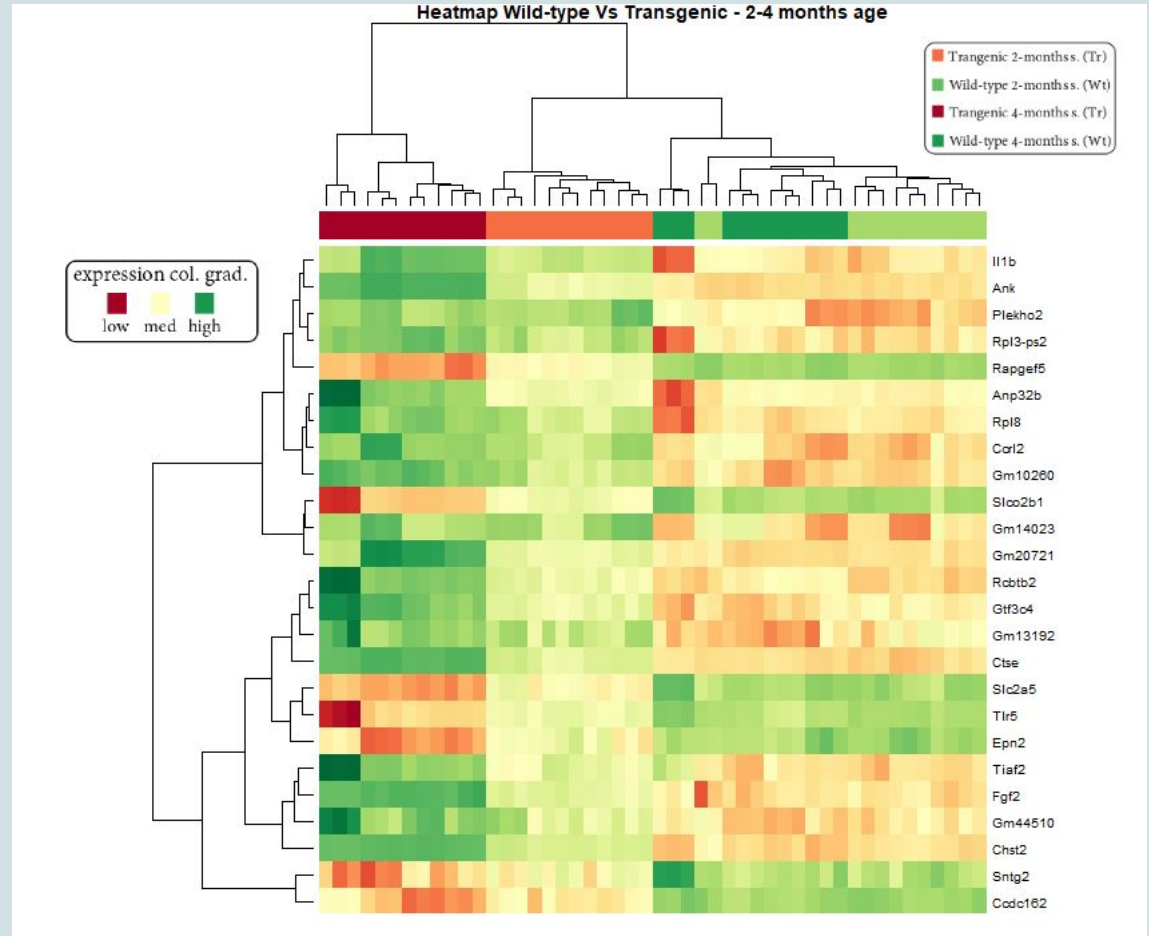 Heatmap Wild-type Vs Transgenic - 2-4 months age
Trangenic 2-months s. (Tr)
Wild-type 2-months s. (Wt)
Trangenic 4-months s. (Tr)
Wild-type 4-months s. (Wt)
expression col. grad.
low med high
Il1b
Ank
Plekho2
Rpl3-ps2
Rapgef5
Anp32b
Rpl8
Ccrl2
Gm10260
Slco2b1
Gm14023
Gm20721
Rcbtb2
Gtf3c4
Gm13192
Ctse
Slc2a5
Tlr5
Epn2
Tiaf2
Fgf2
Gm44510
Chst2
Sntg2
Ccdc162